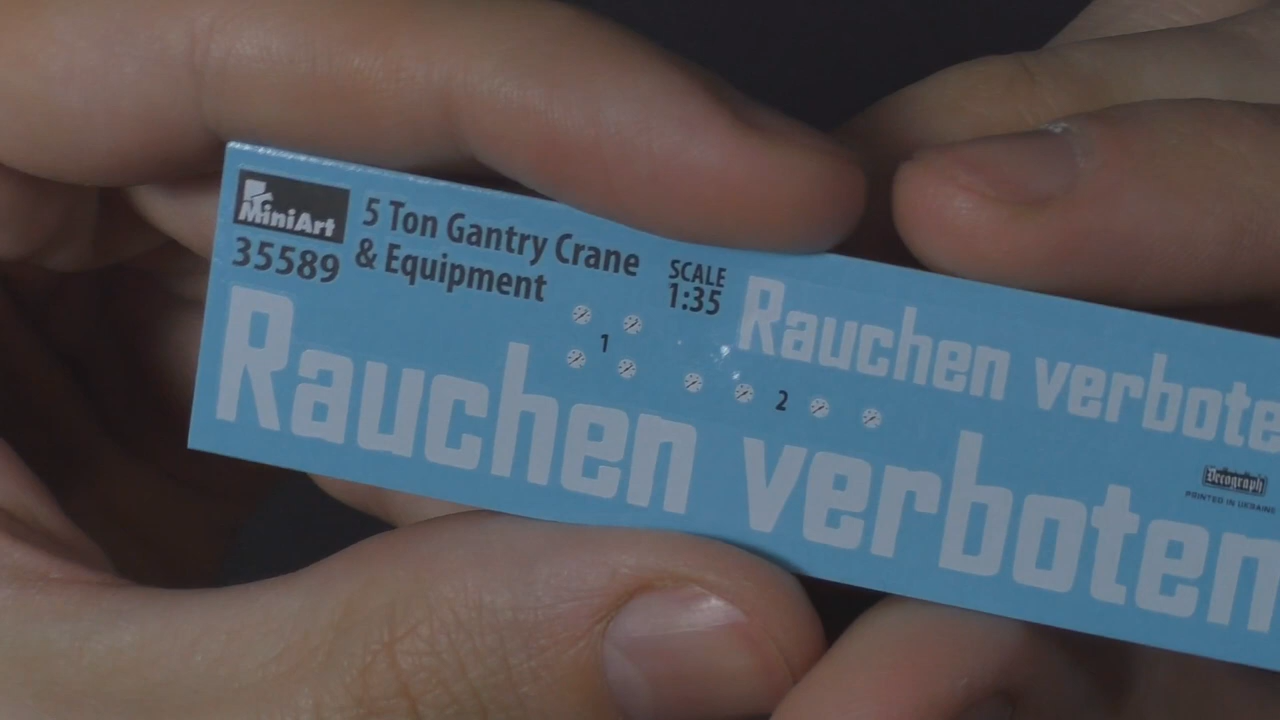 MiniArt
35589
5 Ton Gantry Crane
& Equipment
SCALE
1:35
Rauchen verbote
1
2
Decograph
PRINTED IN UKRAINE
Rauchen verboten